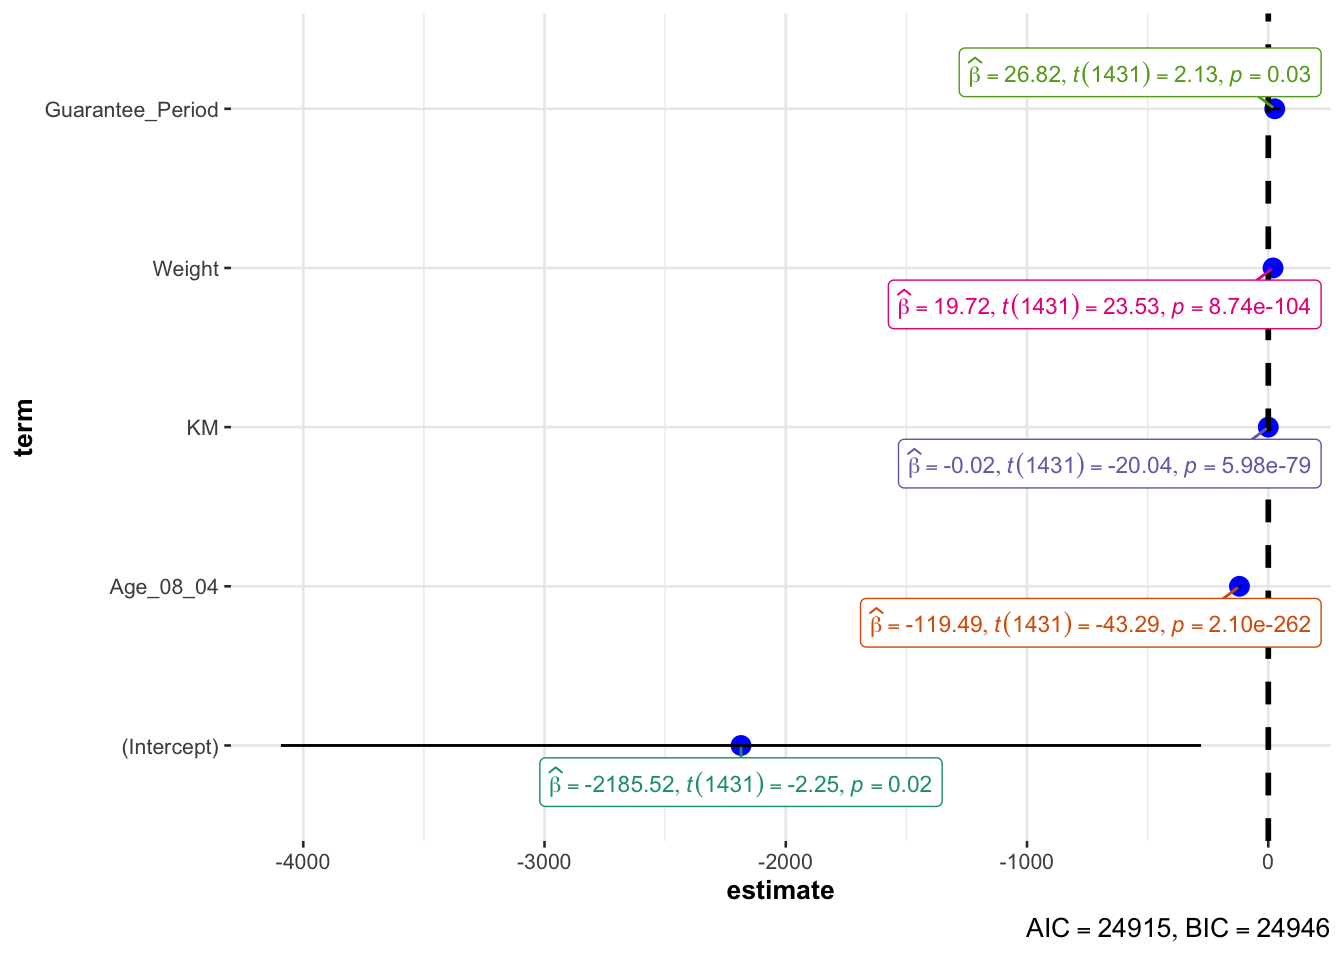 β̂ = 26.82, t(1431) = 2.13, p = 0.03
Guarantee_Period
Weight
β̂ = 19.72, t(1431) = 23.53, p = 8.74e-104
KM
β̂ = -0.02, t(1431) = -20.04, p = 5.98e-79
term
Age_08_04
β̂ = -119.49, t(1431) = -43.29, p = 2.10e-262
(Intercept)
β̂ = -2185.52, t(1431) = -2.25, p = 0.02
-4000 -3000 -2000 -1000 0
estimate
AIC = 24915, BIC = 24946